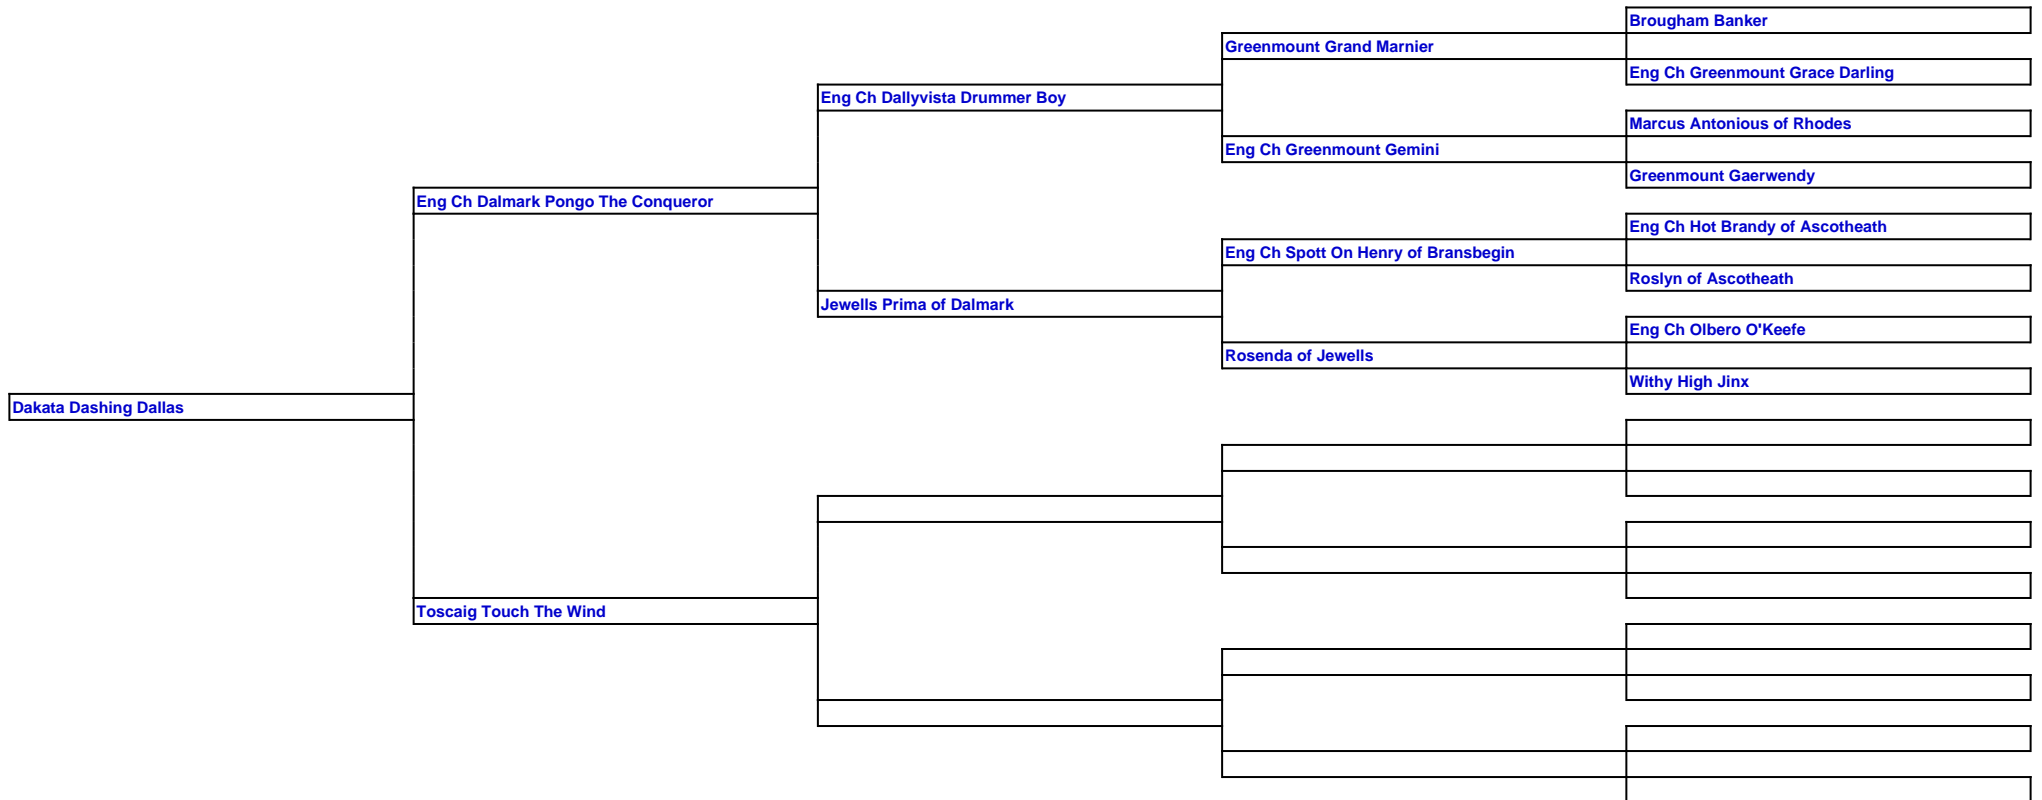 Brougham Banker
Greenmount Grand Marnier
Eng Ch Greenmount Grace Darling
Eng Ch Dallyvista Drummer Boy
Marcus Antonious of Rhodes
Eng Ch Greenmount Gemini
Greenmount Gaerwendy
Eng Ch Dalmark Pongo The Conqueror
Eng Ch Hot Brandy of Ascotheath
Eng Ch Spott On Henry of Bransbegin
Roslyn of Ascotheath
Jewells Prima of Dalmark
Eng Ch Olbero O'Keefe
Rosenda of Jewells
Withy High Jinx
Dakata Dashing Dallas
Toscaig Touch The Wind